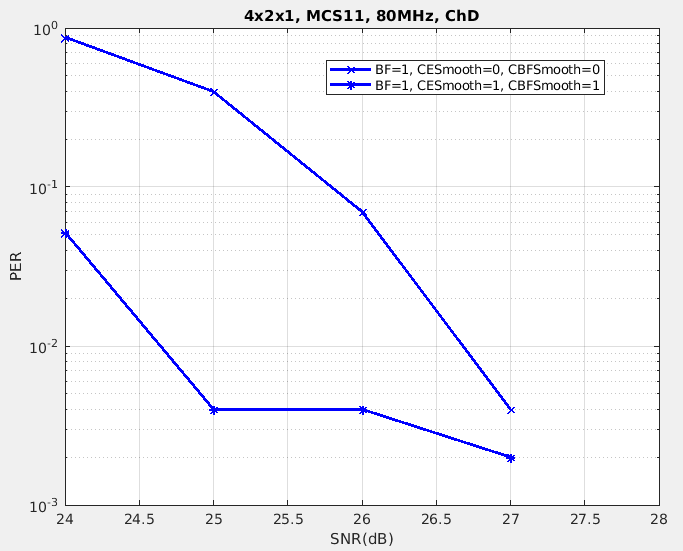 4x2x1, MCS11, 80MHz, ChD
10^0
BF=1, CESmooth=0, CBFSmooth=0
BF=1, CESmooth=1, CBFSmooth=1
10^-1
PER
10^-2
10^-3
24 24.5 25 25.5 26 26.5 27 27.5 28
SNR(dB)